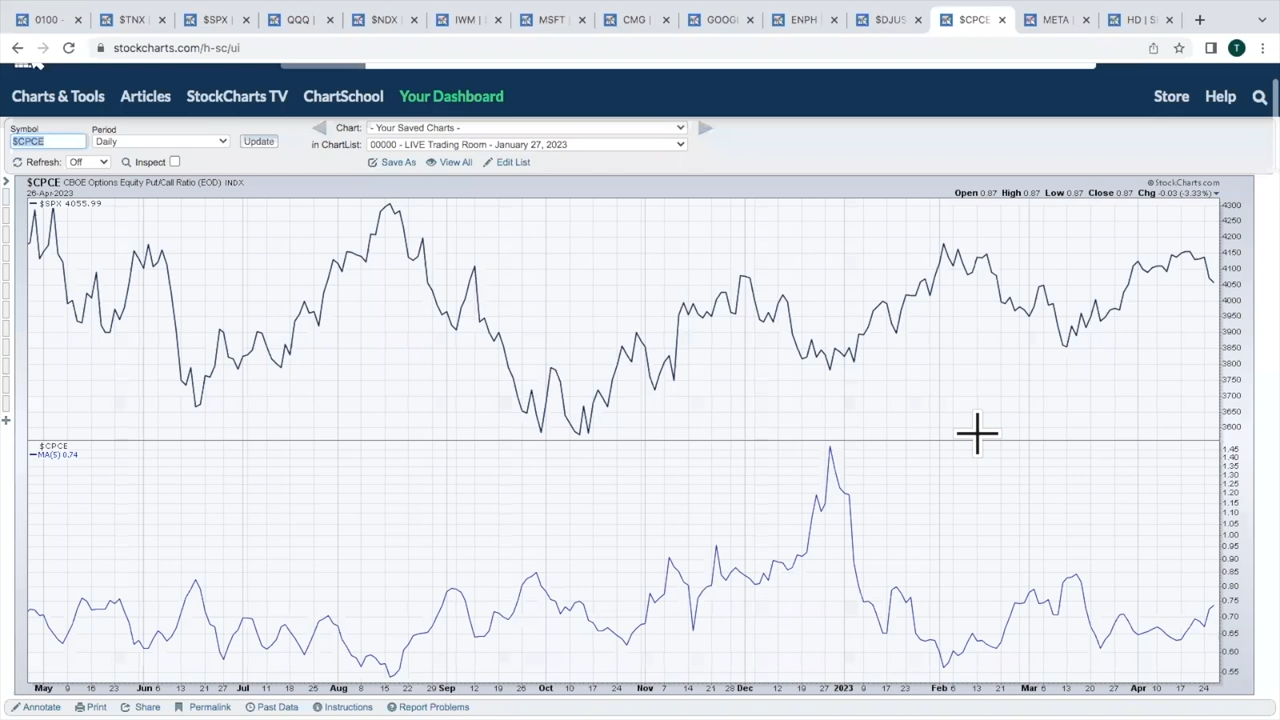 0100 - $TNX | $SPX | QQQ | $NDX IWM | MSFT CMG | GOOGL ENPH $DJUS $CPCE META | HD | S
stockcharts.com/h-sc/ui T
Charts & Tools Articles StockCharts TV ChartSchool Your Dashboard Store Help
Symbol Period Chart: - Your Saved Charts -
$CPCE Daily Update in ChartList: 00000 - LIVE Trading Room - January 27, 2023
Refresh: Off Inspect Save As View All Edit List
$CPCE CBOE Options Equity Put/Call Ratio (EOD) INDX © StockCharts.com
26-Apr-2023 Open 0.87 High 0.87 Low 0.87 Close 0.87 Chg -0.03 (-3.33%)
$SPX 4055.99
4300
4250
4200
4150
4100
4050
4000
3950
3900
3850
3800
3750
3700
3650
3600
$CPCE
MA(5) 0.74
1.45
1.40
1.35
1.30
1.25
1.20
1.15
1.10
1.05
1.00
0.95
0.90
0.85
0.80
0.75
0.70
0.65
0.60
0.55
May 9 16 23 Jun 6 13 21 27 Jul 11 18 25 Aug 8 15 22 29 Sep 12 19 26 Oct 10 17 24 Nov 7 14 21 28 Dec 12 19 27 2023 9 17 23 Feb 6 13 21 Mar 6 13 20 27 Apr 10 17 24
Annotate Print Share Permalink Past Data Instructions Report Problems